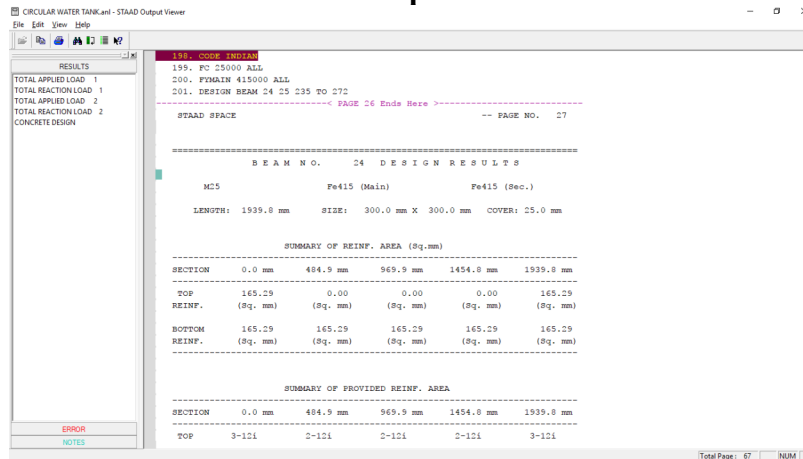 CIRCULAR WATER TANK.anl - STAAD Output Viewer
File Edit View Help
RESULTS
TOTAL APPLIED LOAD 1
TOTAL REACTION LOAD 1
TOTAL APPLIED LOAD 2
TOTAL REACTION LOAD 2
CONCRETE DESIGN
ERROR
NOTES
198. CODE INDIAN
199. FC 25000 ALL
200. FYMAIN 415000 ALL
201. DESIGN BEAM 24 25 235 TO 272
--------------------------------< PAGE 26 Ends Here >---------------------------
STAAD SPACE -- PAGE NO. 27
============================================================================
B E A M N O. 24 D E S I G N R E S U L T S
M25 Fe415 (Main) Fe415 (Sec.)
LENGTH: 1939.8 mm SIZE: 300.0 mm X 300.0 mm COVER: 25.0 mm
SUMMARY OF REINF. AREA (Sq.mm)
----------------------------------------------------------------------------
SECTION 0.0 mm 484.9 mm 969.9 mm 1454.8 mm 1939.8 mm
----------------------------------------------------------------------------
TOP 165.29 0.00 0.00 0.00 165.29
REINF. (Sq. mm) (Sq. mm) (Sq. mm) (Sq. mm) (Sq. mm)
BOTTOM 165.29 165.29 165.29 165.29 165.29
REINF. (Sq. mm) (Sq. mm) (Sq. mm) (Sq. mm) (Sq. mm)
----------------------------------------------------------------------------
SUMMARY OF PROVIDED REINF. AREA
----------------------------------------------------------------------------
SECTION 0.0 mm 484.9 mm 969.9 mm 1454.8 mm 1939.8 mm
----------------------------------------------------------------------------
TOP 3-12í 2-12í 2-12í 2-12í 3-12í
Total Page : 67 NUM